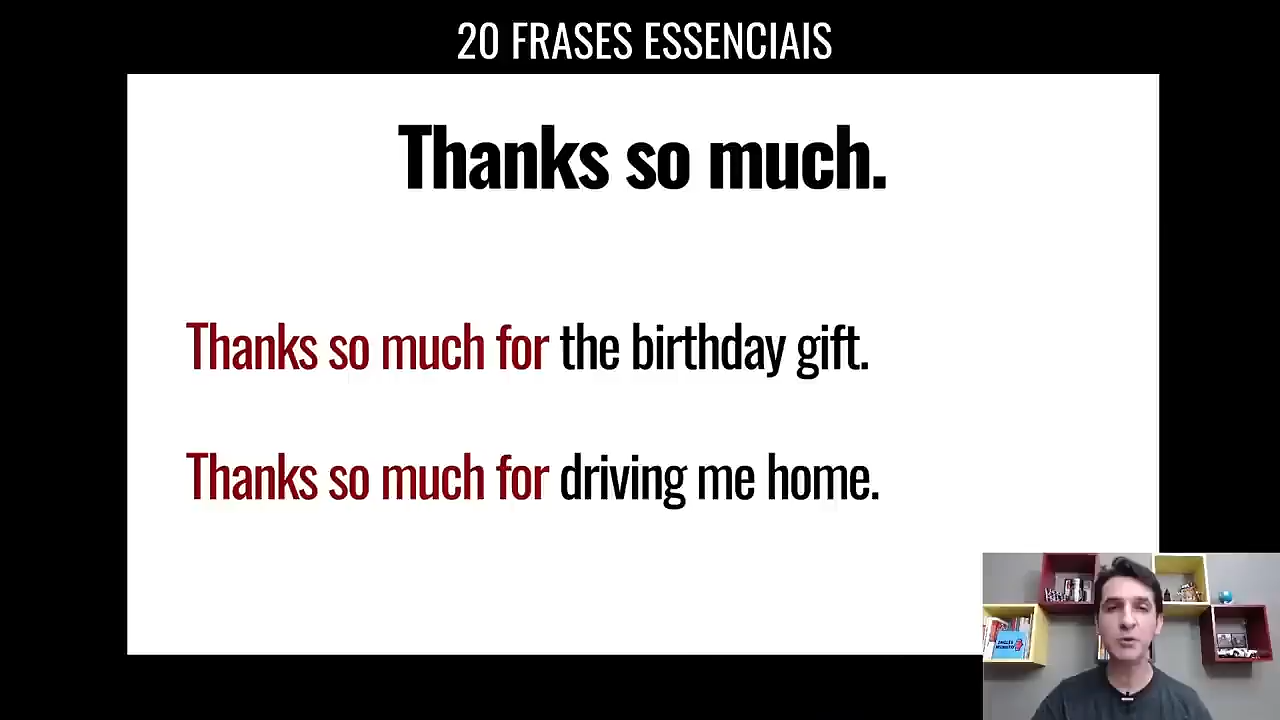 20 FRASES ESSENCIAIS
Thanks so much.
Thanks so much for the birthday gift.
Thanks so much for driving me home.